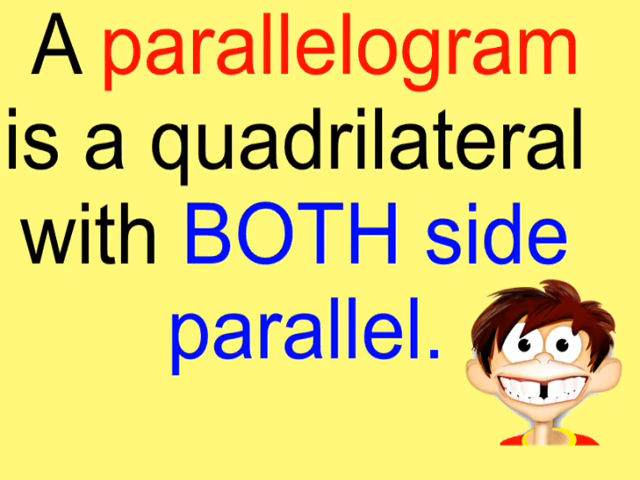 A parallelogram
is a quadrilateral
with BOTH side
parallel.